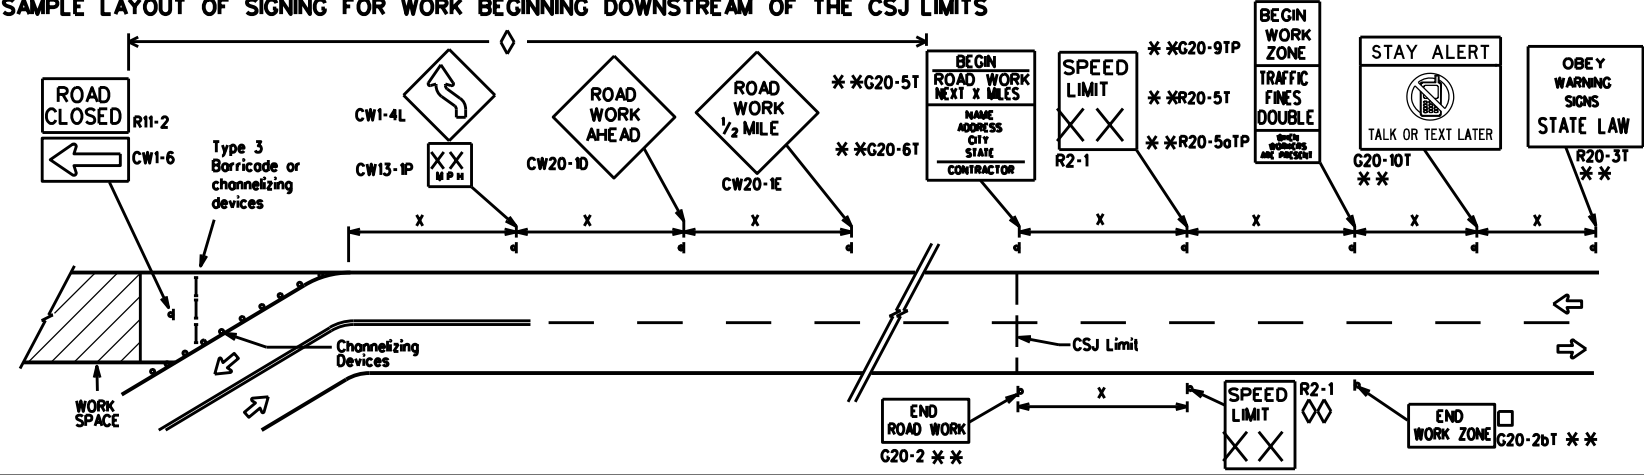 SAMPLE LAYOUT OF SIGNING FOR WORK BEGINNING DOWNSTREAM OF THE CSJ LIMITS
ROAD
CLOSED
R11-2
CW1-6
Type 3
Barricade or
channelizing
devices
CW1-4L
XX
MPH
CW13-1P
ROAD
WORK
AHEAD
CW20-1D
ROAD
WORK
1/2 MILE
CW20-1E
* *G20-5T
* *G20-6T
BEGIN
ROAD WORK
NEXT X MILES
NAME
ADDRESS
CITY
STATE
CONTRACTOR
SPEED
LIMIT
X X
R2-1
* *G20-9TP
* *R20-5T
* *R20-5aTP
BEGIN
WORK
ZONE
TRAFFIC
FINES
DOUBLE
WHEN
WORKERS
ARE PRESENT
STAY ALERT
TALK OR TEXT LATER
G20-10T
* *
OBEY
WARNING
SIGNS
STATE LAW
R20-3T
* *
X X X X X X X
Channelizing
Devices
WORK
SPACE
CSJ Limit
END
ROAD WORK
G20-2 * *
X
SPEED
LIMIT
X X
R2-1
END
WORK ZONE
G20-2bT * *